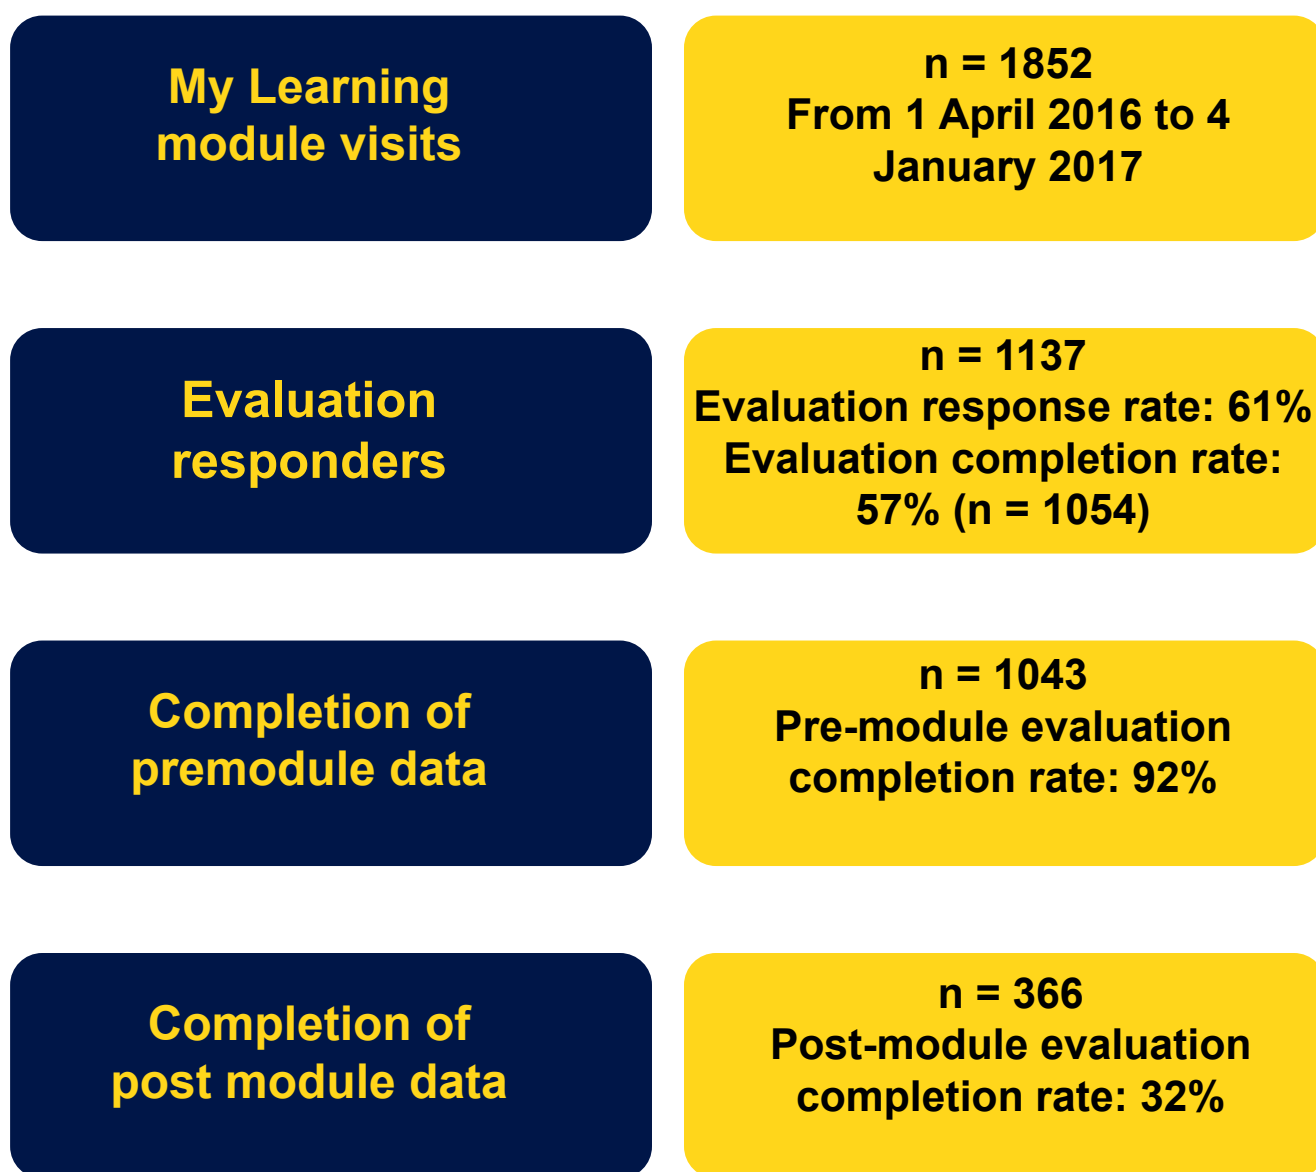 My Learning
module visits
n = 1852
From 1 April 2016 to 4
January 2017
Evaluation
responders
n = 1137
Evaluation response rate: 61%
Evaluation completion rate:
57% (n = 1054)
Completion of
premodule data
n = 1043
Pre-module evaluation
completion rate: 92%
Completion of
post module data
n = 366
Post-module evaluation
completion rate: 32%